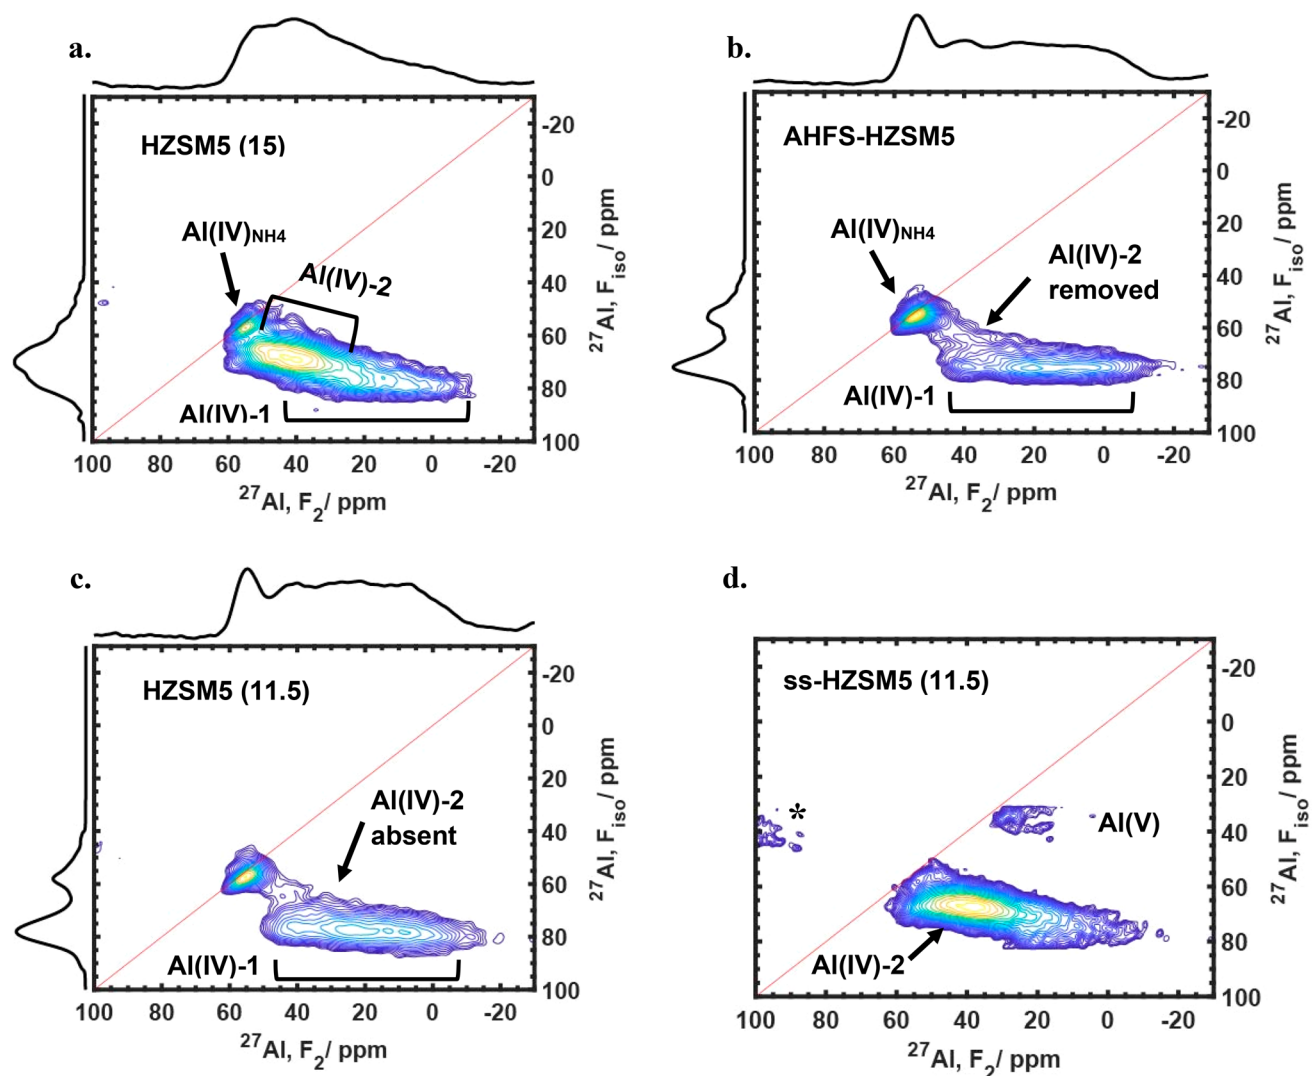 a.
HZSM5 (15)
Al(IV)NH4
Al(IV)-2
Al(IV)-1
-20
0
20
40
60
80
100
27Al, Fiso/ ppm
100 80 60 40 20 0 -20
27Al, F2/ ppm
b.
AHFS-HZSM5
Al(IV)NH4
Al(IV)-2
removed
Al(IV)-1
-20
0
20
40
60
80
100
27Al, Fiso/ ppm
100 80 60 40 20 0 -20
27Al, F2/ ppm
c.
HZSM5 (11.5)
Al(IV)-2
absent
Al(IV)-1
-20
0
20
40
60
80
100
27Al, Fiso/ ppm
100 80 60 40 20 0 -20
27Al, F2/ ppm
d.
ss-HZSM5 (11.5)
*
Al(V)
Al(IV)-2
-20
0
20
40
60
80
100
27Al, Fiso/ ppm
100 80 60 40 20 0 -20
27Al, F2/ ppm